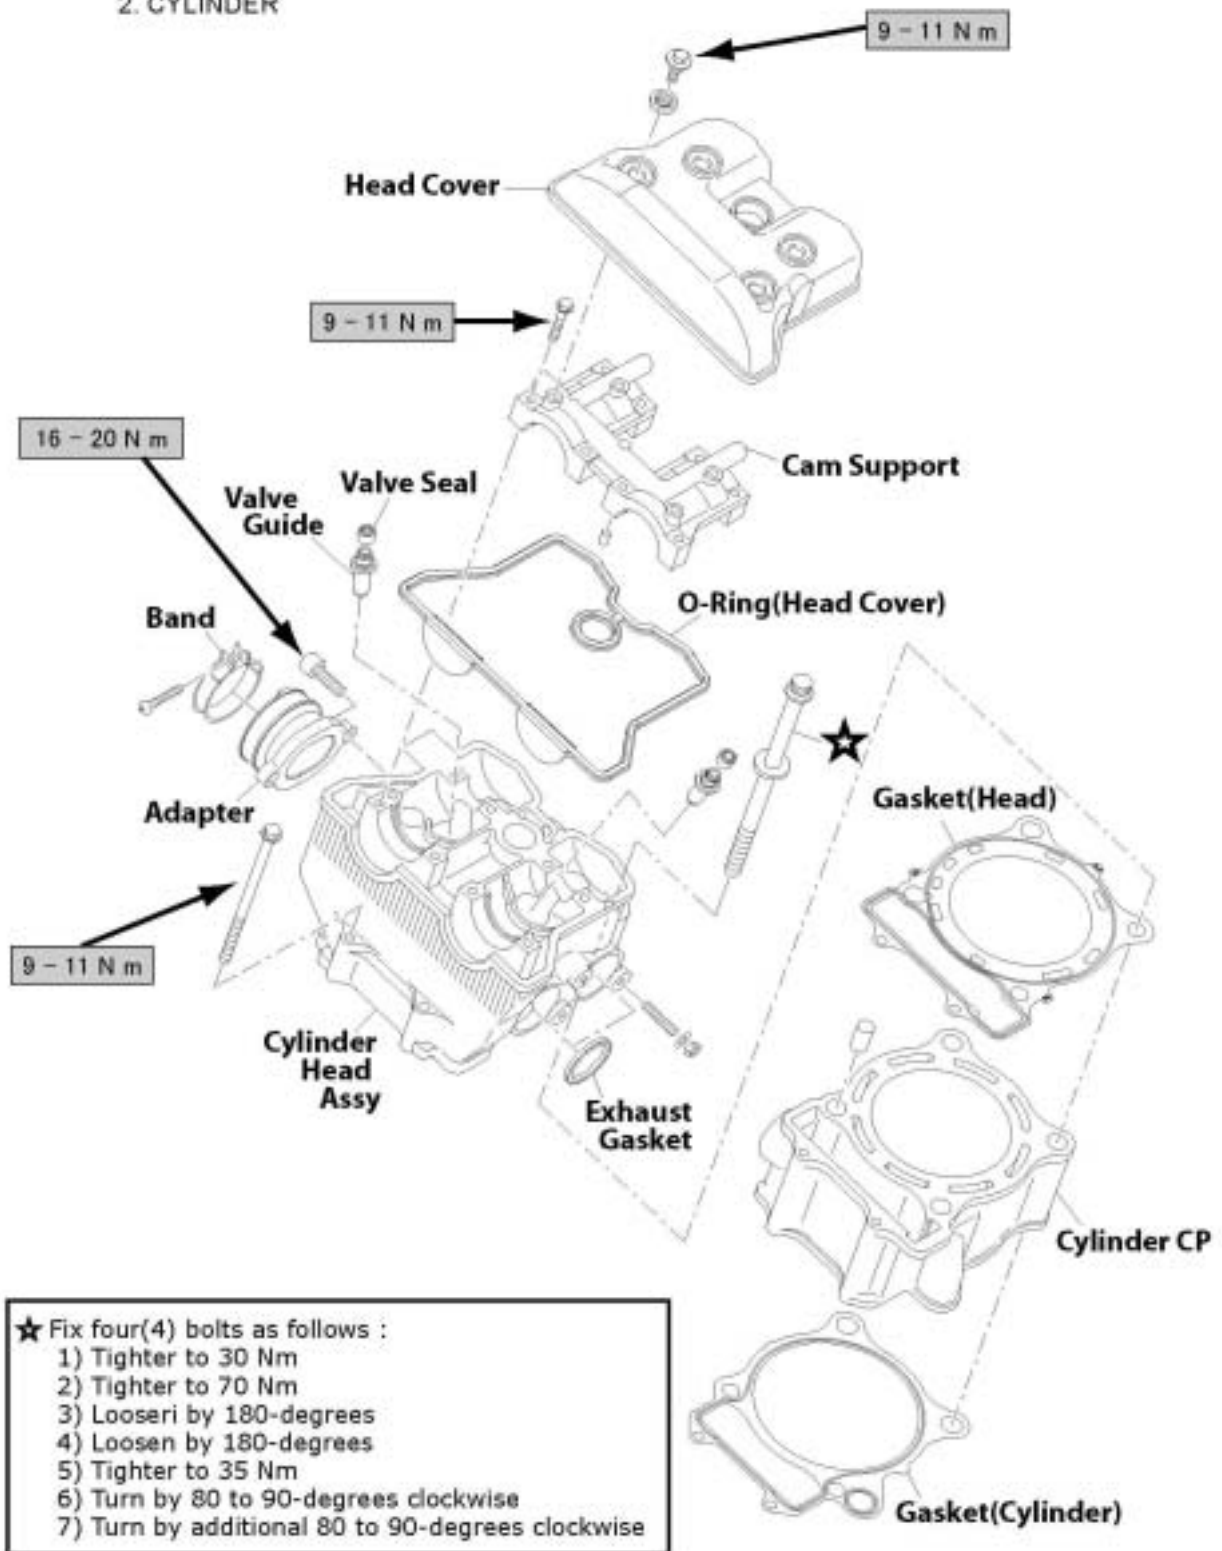 2. CYLINDER
9 - 11 N m
Head Cover
9 - 11 N m
16 - 20 N m
Cam Support
Valve Seal
Valve
Guide
O-Ring(Head Cover)
Band
☆
Gasket(Head)
Adapter
9 - 11 N m
Cylinder
Head
Assy
Exhaust
Gasket
Cylinder CP
☆ Fix four(4) bolts as follows :
1) Tighter to 30 Nm
2) Tighter to 70 Nm
3) Looseri by 180-degrees
4) Loosen by 180-degrees
5) Tighter to 35 Nm
6) Turn by 80 to 90-degrees clockwise
7) Turn by additional 80 to 90-degrees clockwise
Gasket(Cylinder)